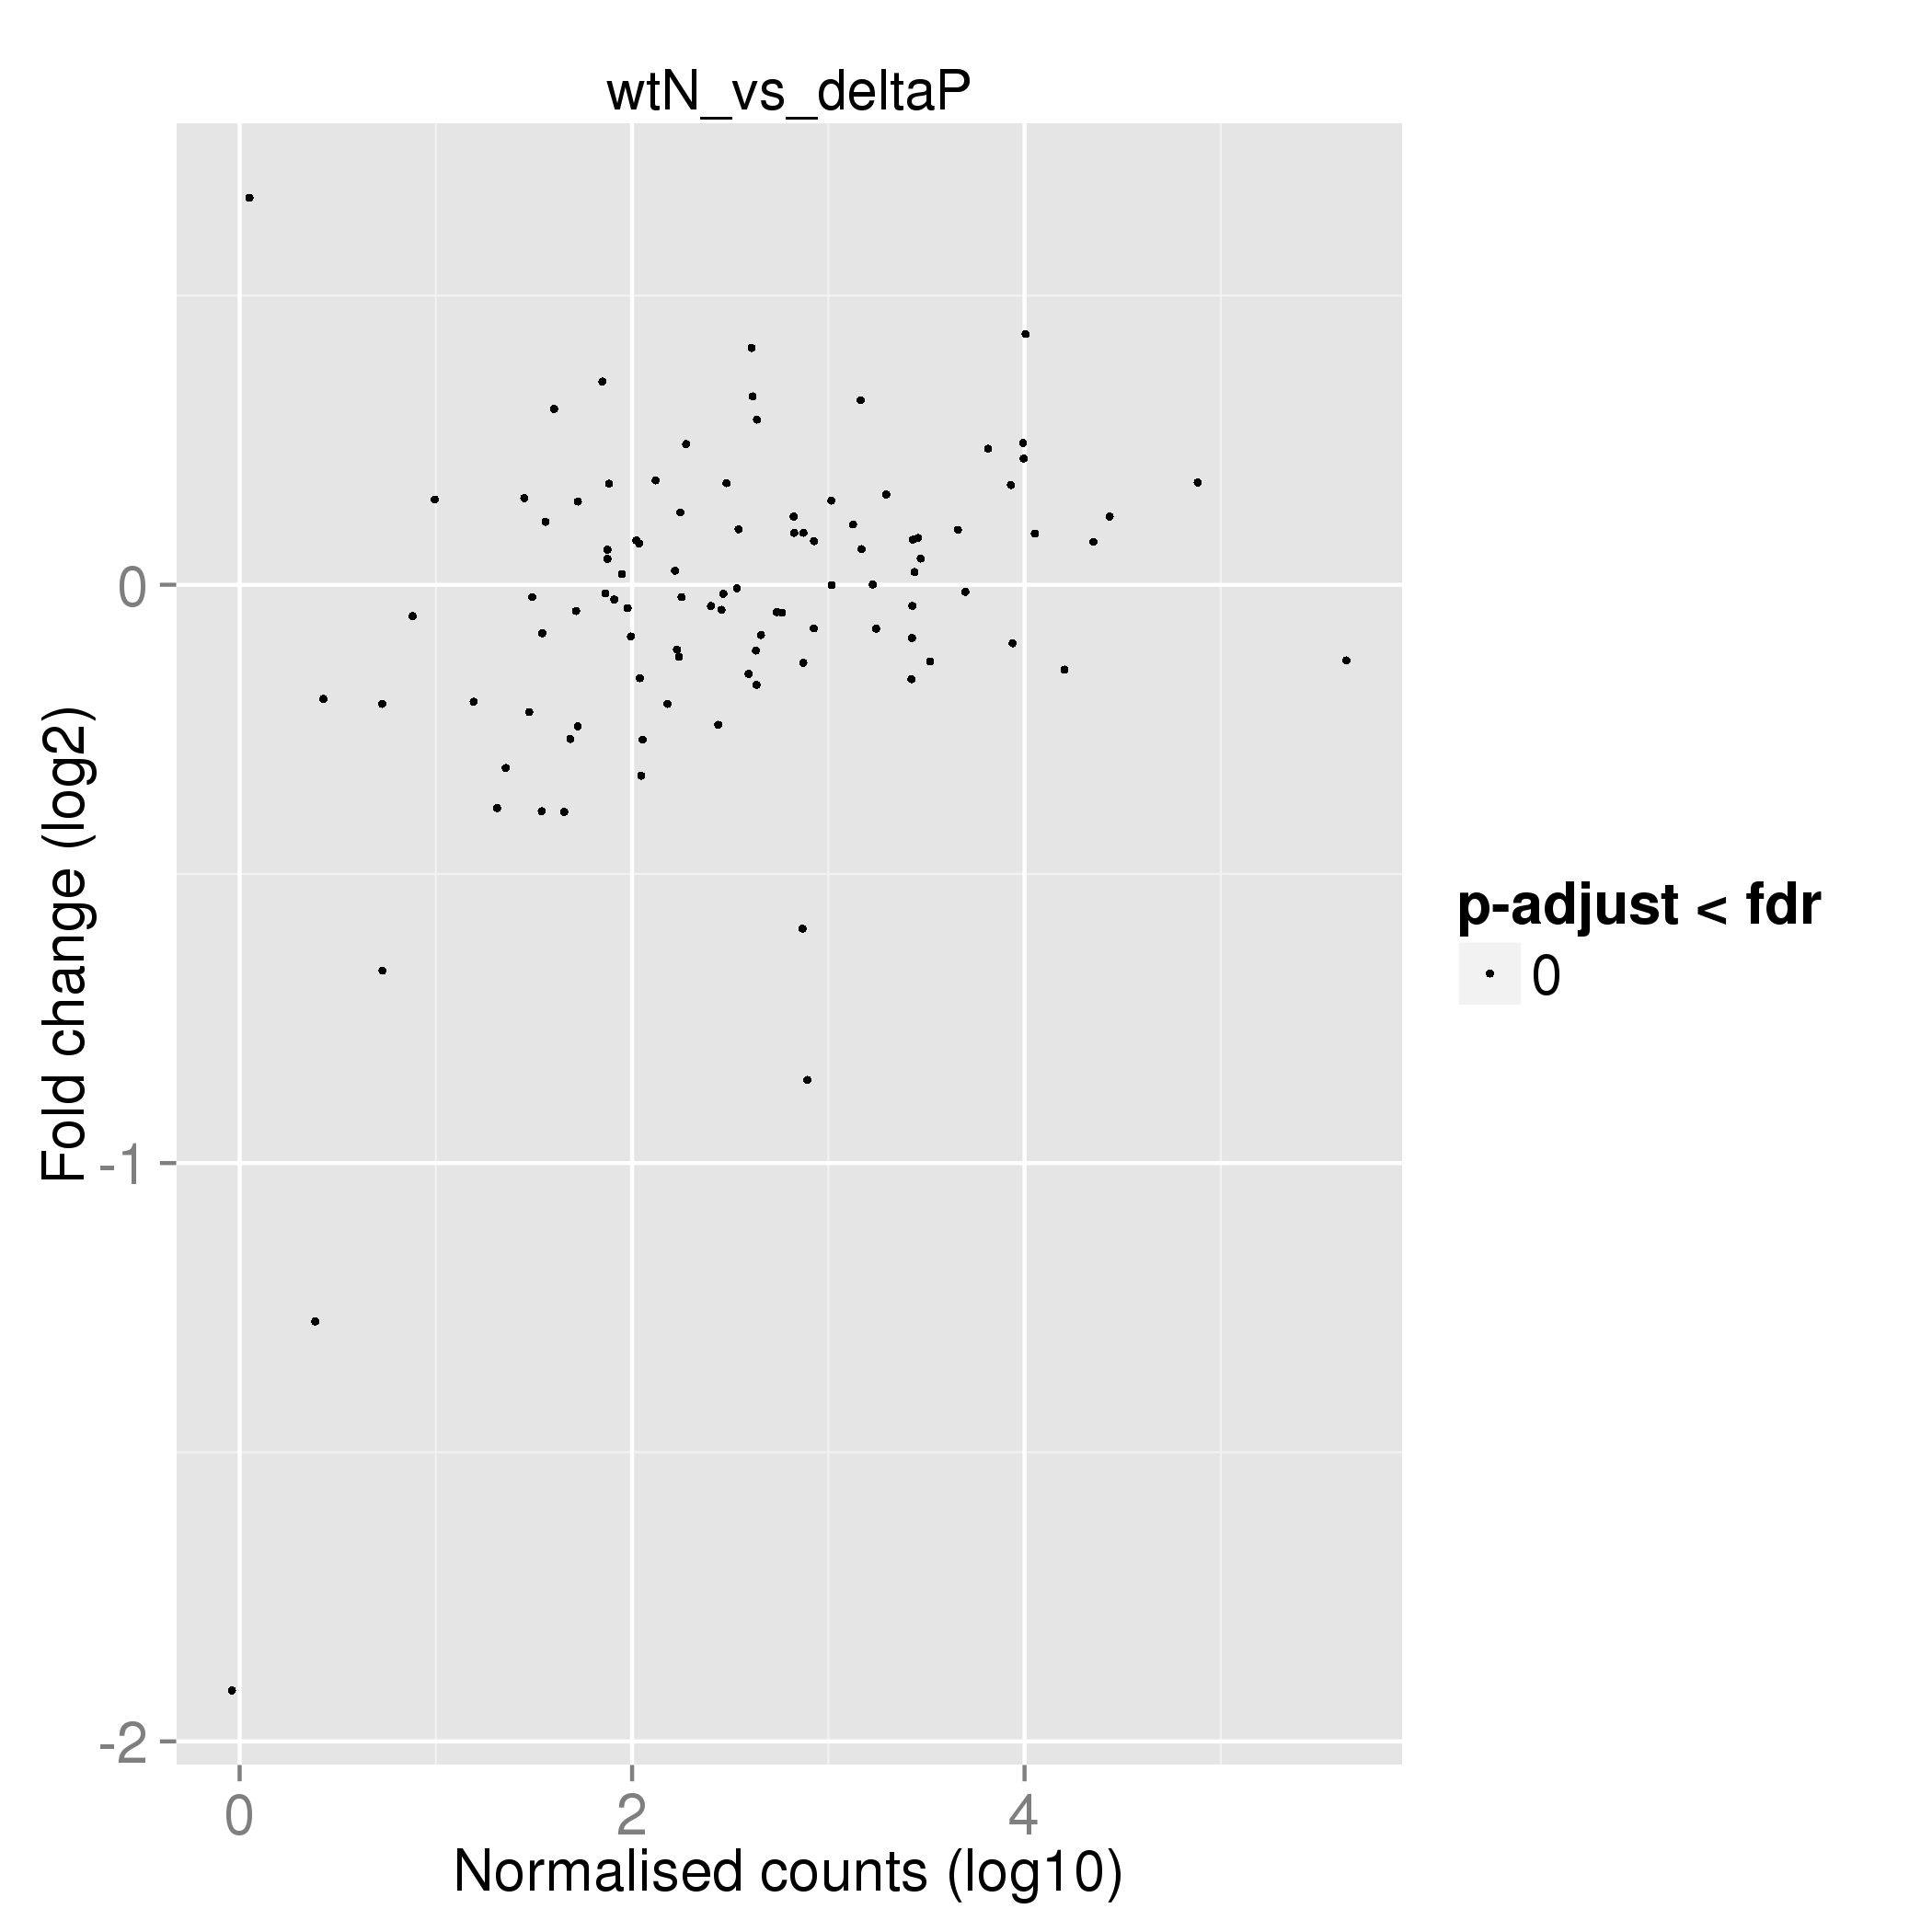 wtN_vs_deltaP
Fold change (log2)
0
-1
-2
0
2
4
Normalised counts (log10)
p-adjust < fdr
0